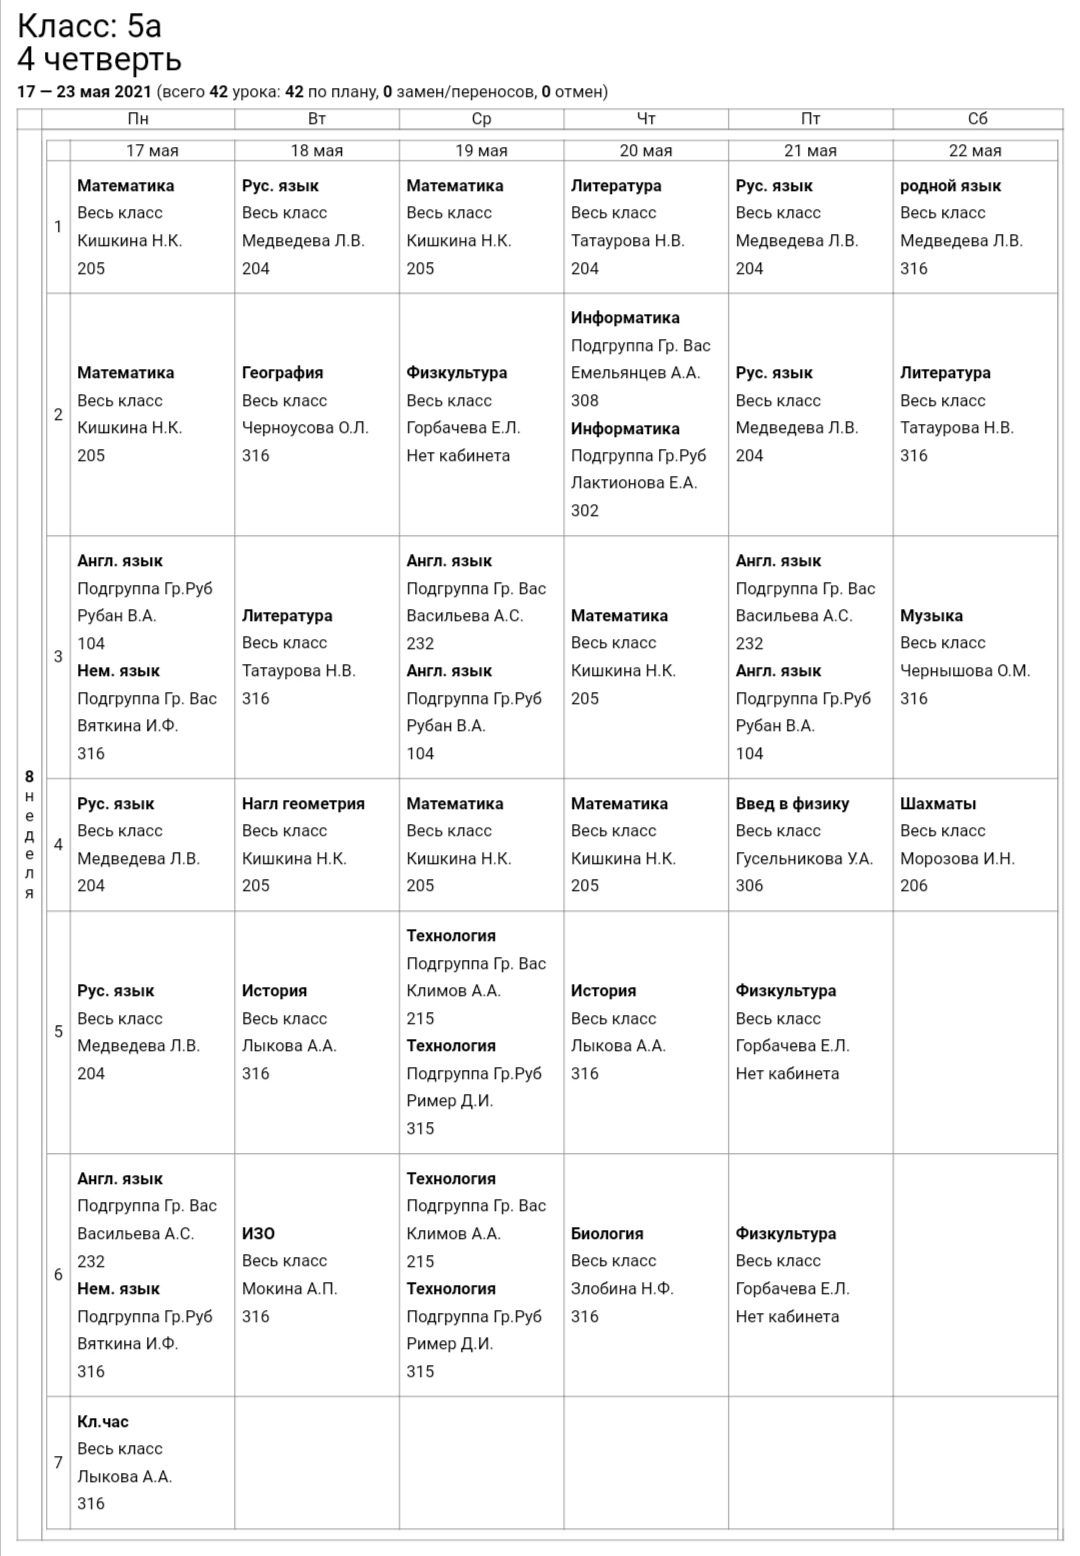 Класс: 5а
4 четверть
17 — 23 мая 2021 (всего 42 урока: 42 по плану, 0 замен/переносов, 0 отмен)
Пн Вт Ср Чт Пт Сб
17 мая 18 мая 19 мая 20 мая 21 мая 22 мая
8
н
е
д
е
л
я
1
Математика
Весь класс
Кишкина Н.К.
205
Рус. язык
Весь класс
Медведева Л.В.
204
Математика
Весь класс
Кишкина Н.К.
205
Литература
Весь класс
Татаурова Н.В.
204
Рус. язык
Весь класс
Медведева Л.В.
204
родной язык
Весь класс
Медведева Л.В.
316
2
Математика
Весь класс
Кишкина Н.К.
205
География
Весь класс
Черноусова О.Л.
316
Физкультура
Весь класс
Горбачева Е.Л.
Нет кабинета
Информатика
Подгруппа Гр. Вас
Емельянцев А.А.
308
Информатика
Подгруппа Гр.Руб
Лактионова Е.А.
302
Рус. язык
Весь класс
Медведева Л.В.
204
Литература
Весь класс
Татаурова Н.В.
316
3
Англ. язык
Подгруппа Гр.Руб
Рубан В.А.
104
Нем. язык
Подгруппа Гр. Вас
Вяткина И.Ф.
316
Литература
Весь класс
Татаурова Н.В.
316
Англ. язык
Подгруппа Гр. Вас
Васильева А.С.
232
Англ. язык
Подгруппа Гр.Руб
Рубан В.А.
104
Математика
Весь класс
Кишкина Н.К.
205
Англ. язык
Подгруппа Гр. Вас
Васильева А.С.
232
Англ. язык
Подгруппа Гр.Руб
Рубан В.А.
104
Музыка
Весь класс
Чернышова О.М.
316
4
Рус. язык
Весь класс
Медведева Л.В.
204
Нагл геометрия
Весь класс
Кишкина Н.К.
205
Математика
Весь класс
Кишкина Н.К.
205
Математика
Весь класс
Кишкина Н.К.
205
Введ в физику
Весь класс
Гусельникова У.А.
306
Шахматы
Весь класс
Морозова И.Н.
206
5
Рус. язык
Весь класс
Медведева Л.В.
204
История
Весь класс
Лыкова А.А.
316
Технология
Подгруппа Гр. Вас
Климов А.А.
215
Технология
Подгруппа Гр.Руб
Ример Д.И.
315
История
Весь класс
Лыкова А.А.
316
Физкультура
Весь класс
Горбачева Е.Л.
Нет кабинета
6
Англ. язык
Подгруппа Гр. Вас
Васильева А.С.
232
Нем. язык
Подгруппа Гр.Руб
Вяткина И.Ф.
316
ИЗО
Весь класс
Мокина А.П.
316
Технология
Подгруппа Гр. Вас
Климов А.А.
215
Технология
Подгруппа Гр.Руб
Ример Д.И.
315
Биология
Весь класс
Злобина Н.Ф.
316
Физкультура
Весь класс
Горбачева Е.Л.
Нет кабинета
7
Кл.час
Весь класс
Лыкова А.А.
316